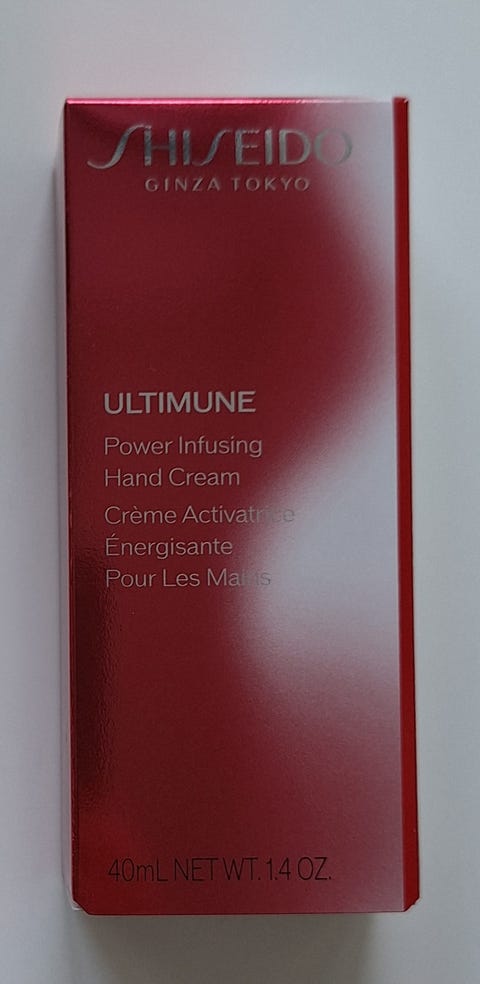 SHISEIDO
GINZA TOKYO
ULTIMUNE
Power Infusing
Hand Cream
Crème Activatrice
Énergisante
Pour Les Mains
40mL NET WT. 1.4 OZ.